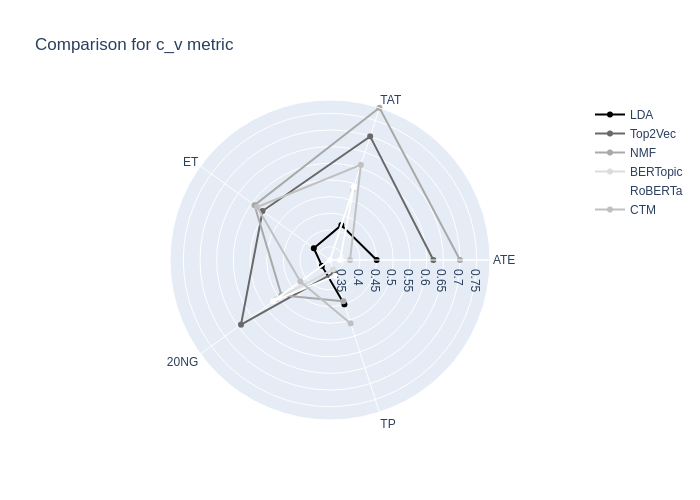 Comparison for c_v metric
TAT
LDA
Top2Vec
NMF
BERTopic
RoBERTa
CTM
ET
ATE
0.35
0.4
0.45
0.5
0.55
0.6
0.65
0.7
0.75
20NG
TP